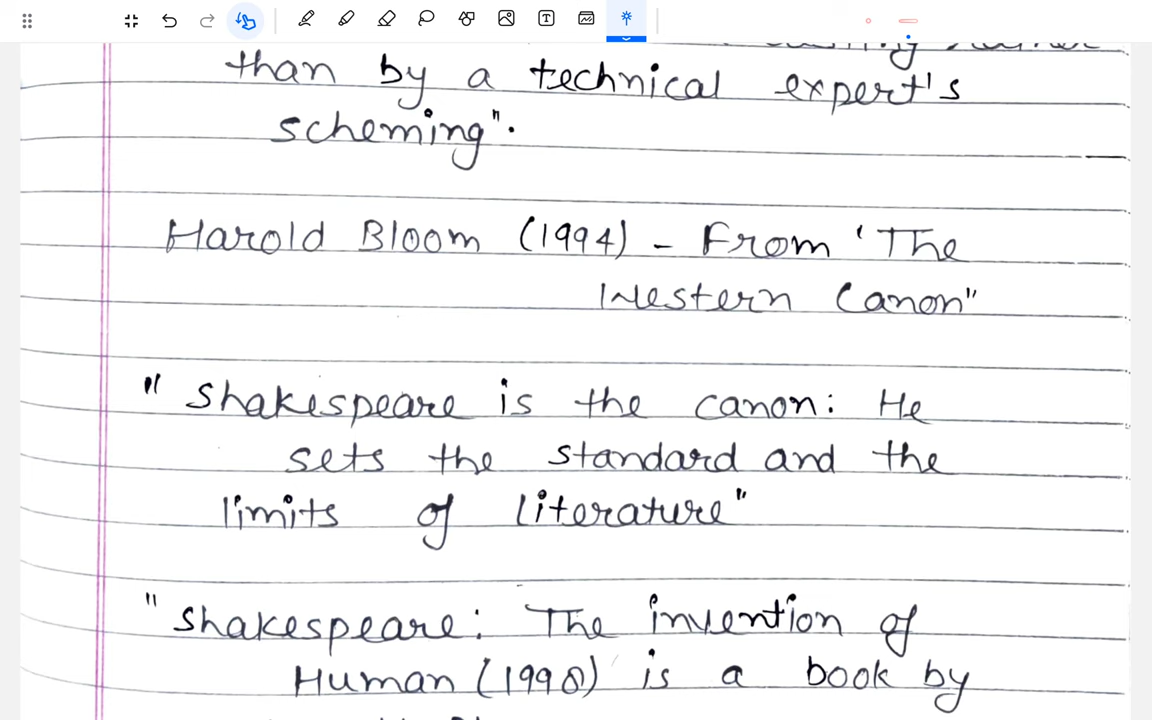 than by a technical expert's
scheming".
Harold Bloom (1994) - From 'The
Western Canon"
"Shakespeare is the canon: He
sets the standard and the
limits of literature"
"Shakespeare: The invention of
Human (1998) is a book by